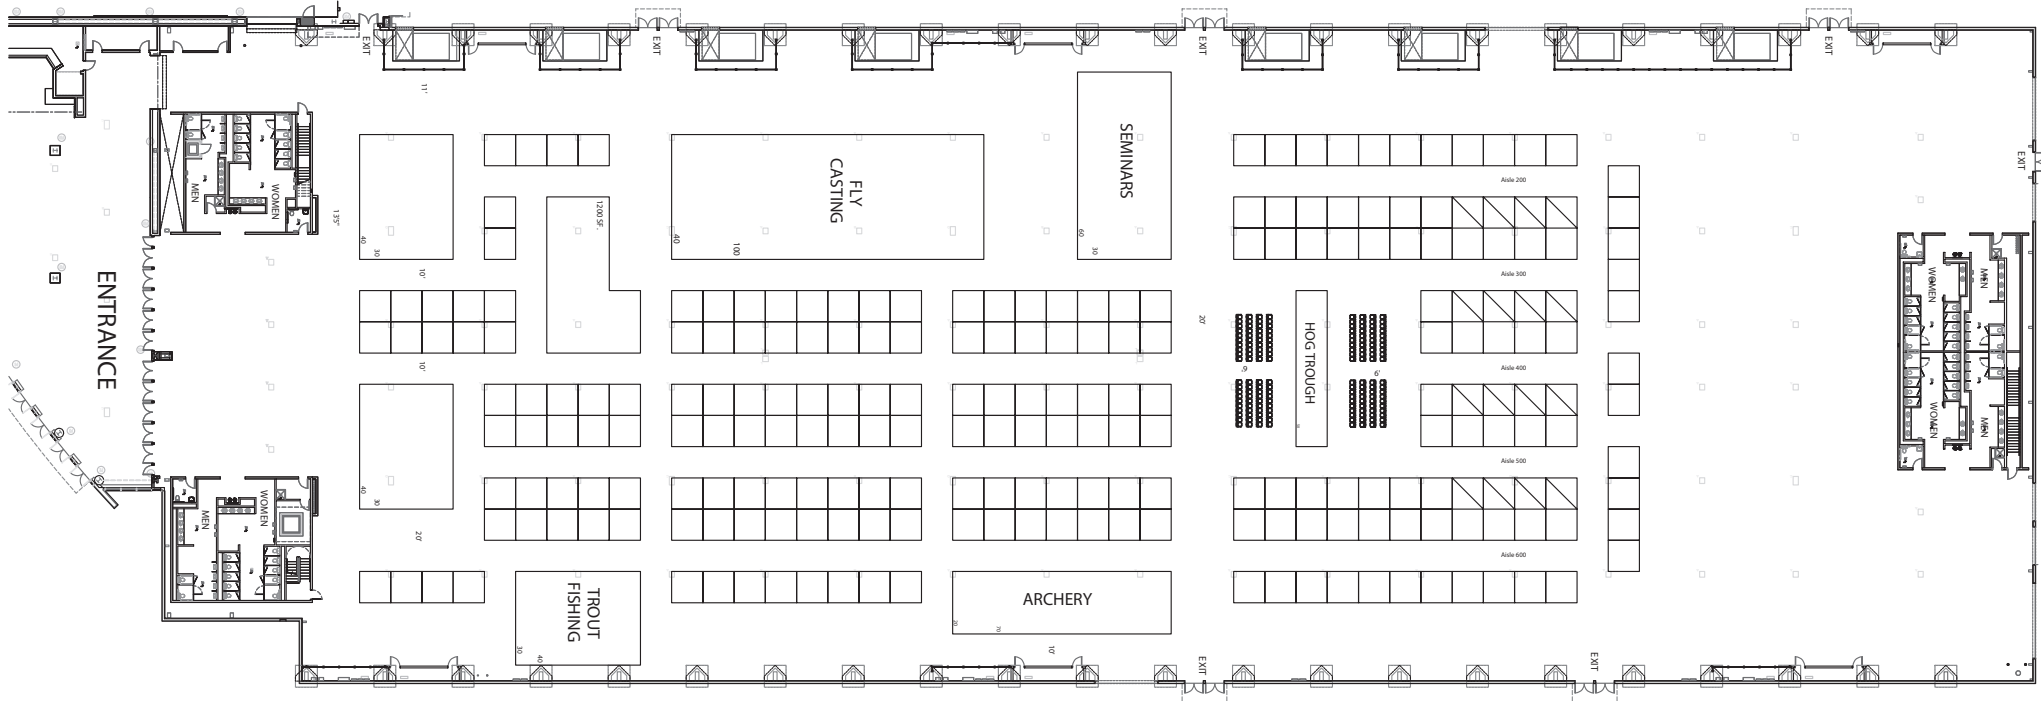 EXIT
EXIT
EXIT
EXIT
11'
MEN
WOMEN
13'5"
40
30
10'
1200 SF.
FLY
CASTING
40
100
SEMINARS
60
30
Aisle 200
Aisle 300
EXIT
ENTRANCE
10'
20'
HOG TROUGH
6'
6'
Aisle 400
Aisle 500
Aisle 600
WOMEN
MEN
WOMEN
MEN
40
30
20'
MEN
WOMEN
TROUT
FISHING
30
40
ARCHERY
20
70
10'
EXIT
EXIT